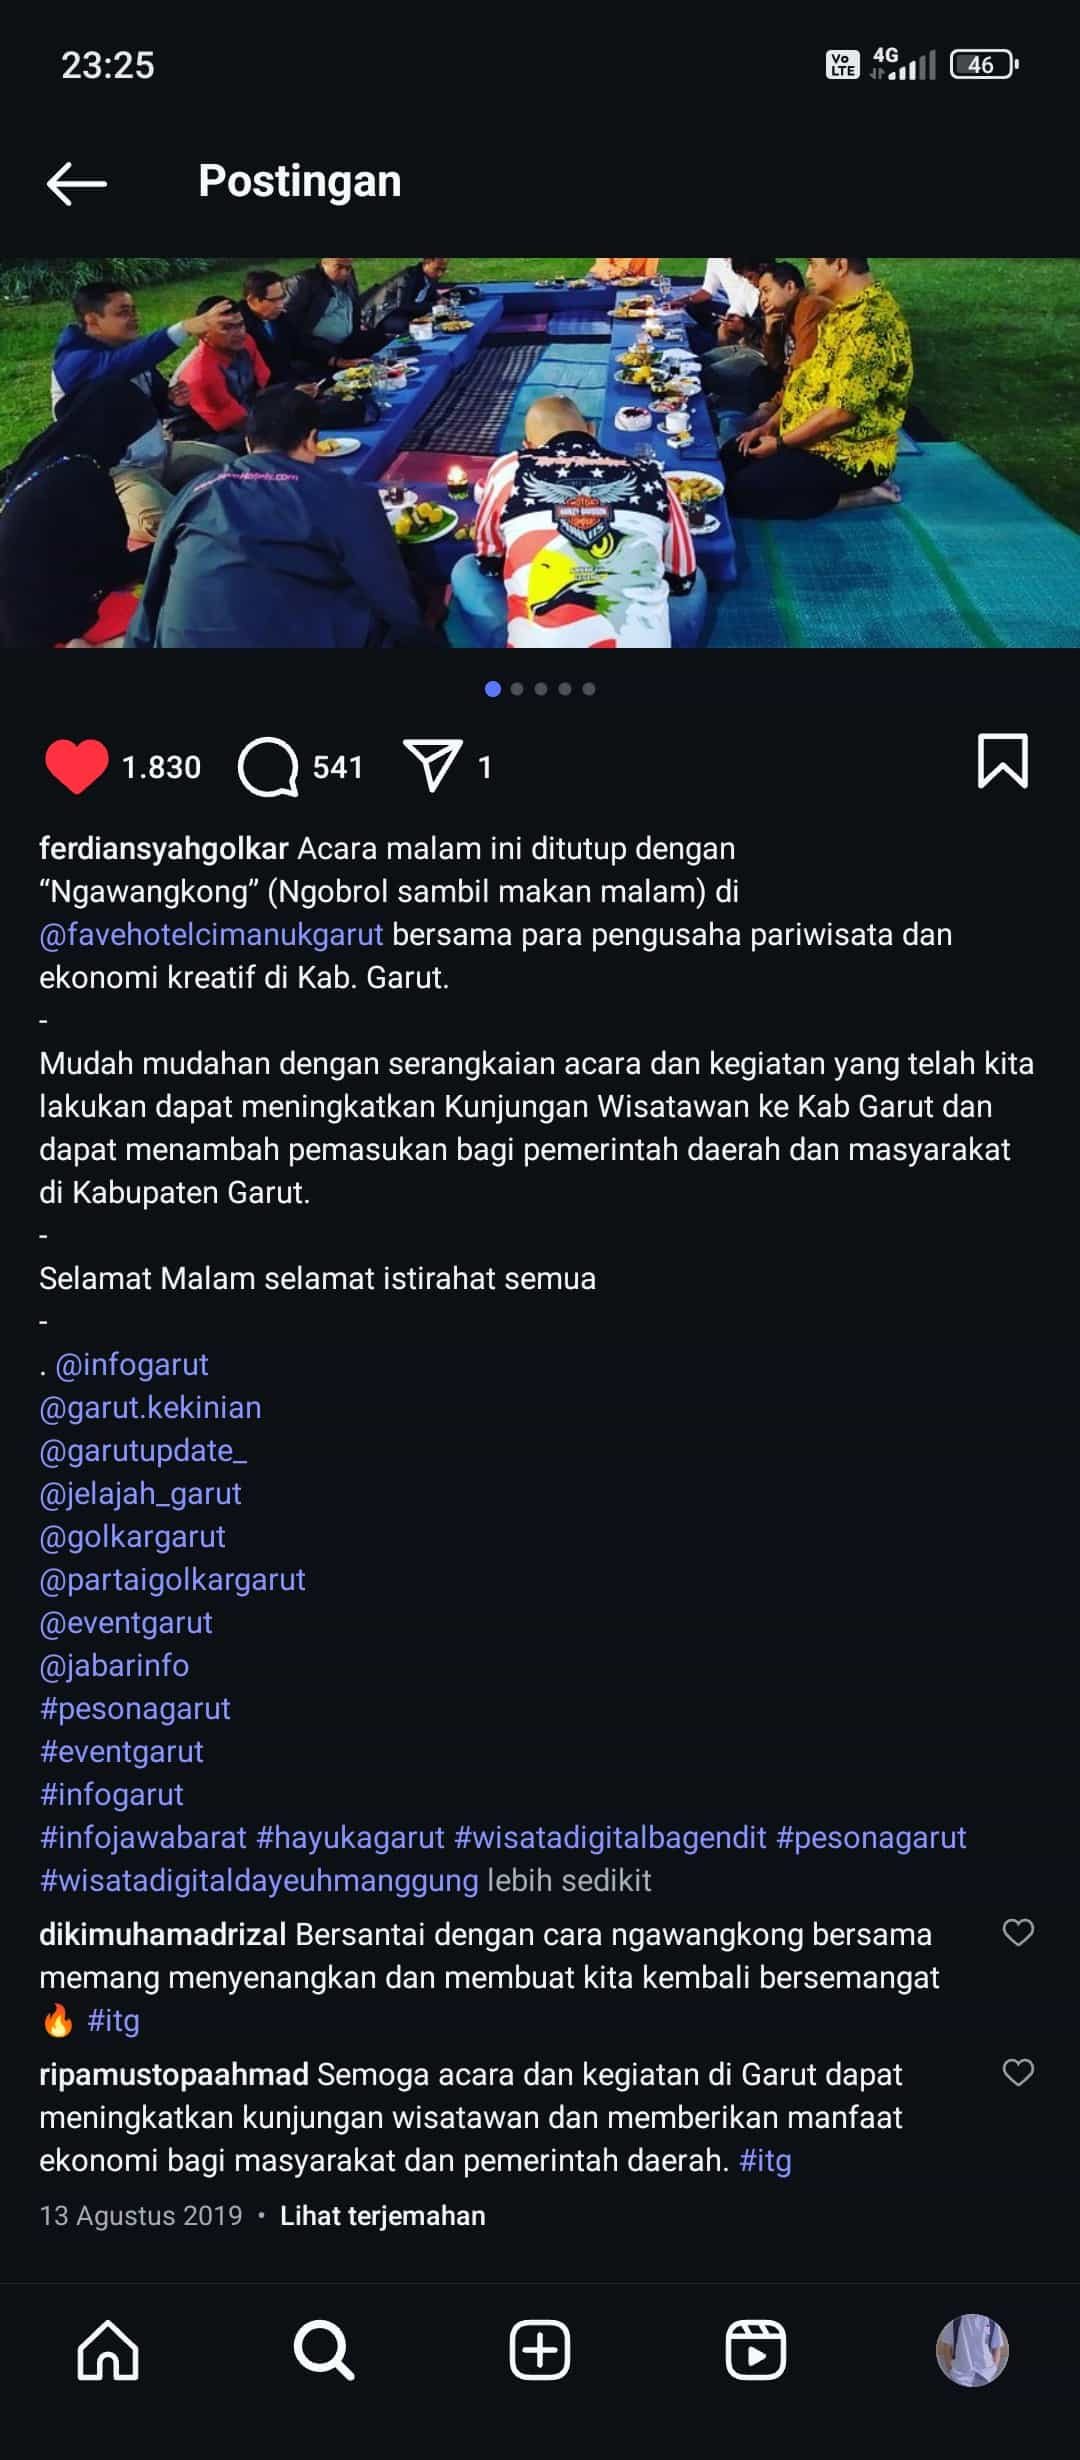 23:25
Vo LTE
4G
46
Postingan
1.830
541
1
ferdiansyahgolkar Acara malam ini ditutup dengan
“Ngawangkong” (Ngobrol sambil makan malam) di
@favehotelcimanukgarut bersama para pengusaha pariwisata dan
ekonomi kreatif di Kab. Garut.
-
Mudah mudahan dengan serangkaian acara dan kegiatan yang telah kita
lakukan dapat meningkatkan Kunjungan Wisatawan ke Kab Garut dan
dapat menambah pemasukan bagi pemerintah daerah dan masyarakat
di Kabupaten Garut.
-
Selamat Malam selamat istirahat semua
-
. @infogarut
@garut.kekinian
@garutupdate_
@jelajah_garut
@golkargarut
@partaigolkargarut
@eventgarut
@jabarinfo
#pesonagarut
#eventgarut
#infogarut
#infojawabarat #hayukagarut #wisatadigitalbagendit #pesonagarut
#wisatadigitaldayeuhmanggung lebih sedikit
dikimuhamadrizal Bersantai dengan cara ngawangkong bersama
memang menyenangkan dan membuat kita kembali bersemangat
🔥 #itg
ripamustopaahmad Semoga acara dan kegiatan di Garut dapat
meningkatkan kunjungan wisatawan dan memberikan manfaat
ekonomi bagi masyarakat dan pemerintah daerah. #itg
13 Agustus 2019 • Lihat terjemahan